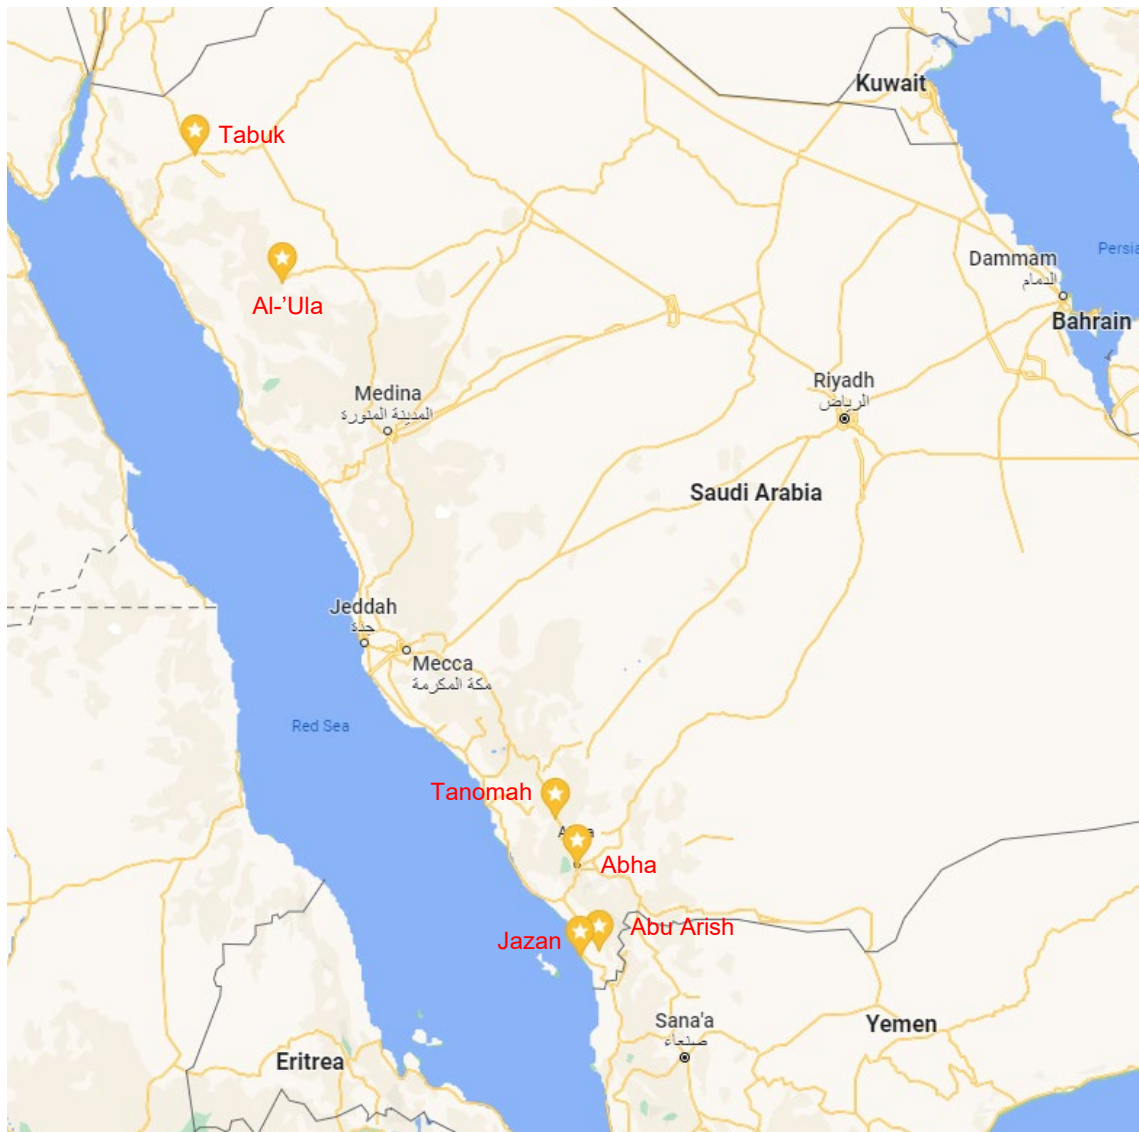 Kuwait
Tabuk
Persia
Dammam
الدمام
Al-’Ula
Bahrain
Riyadh
الرياض
Medina
المدينة المنورة
Saudi Arabia
Jeddah
جدة
Mecca
مكة المكرمة
Red Sea
Tanomah
Abha
Abu Arish
Jazan
Sana'a
صنعاء
Yemen
Eritrea